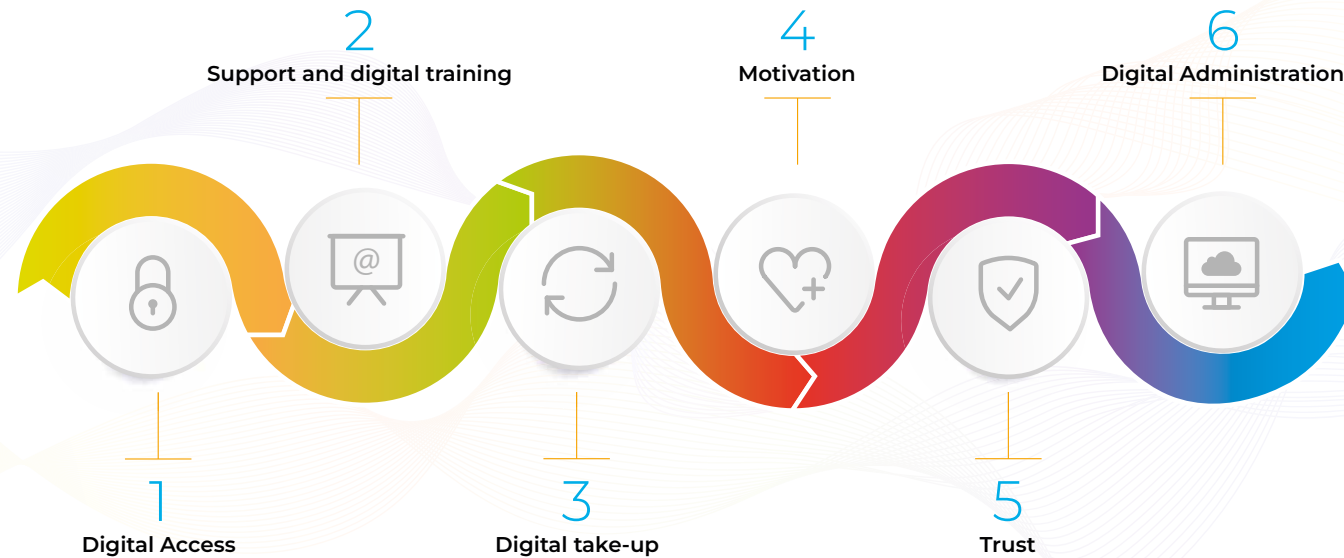 1
Digital Access
2
Support and digital training
@
3
Digital take-up
4
Motivation
5
Trust
6
Digital Administration